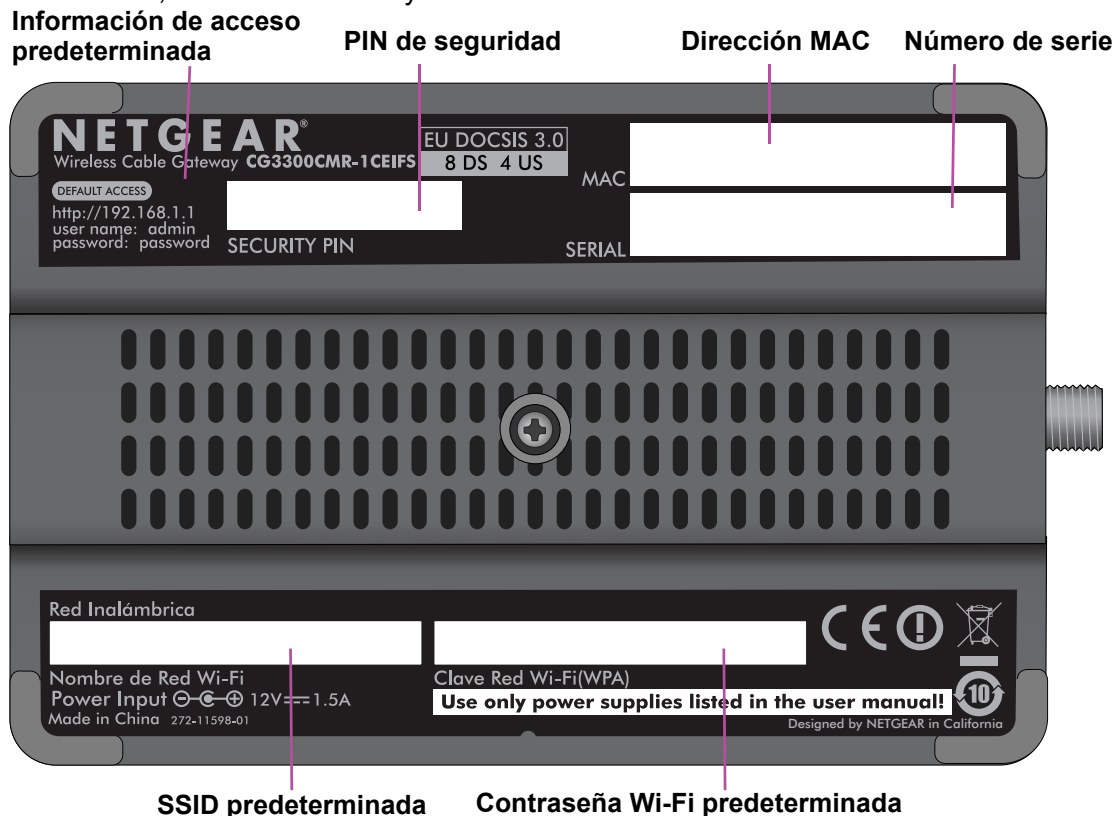 Información de acceso
predeterminada
PIN de seguridad
Dirección MAC
Número de serie
NETGEAR®
Wireless Cable Gateway CG3300CMR-1CEIFS
EU DOCSIS 3.0
8 DS 4 US
MAC
DEFAULT ACCESS
http://192.168.1.1
user name: admin
password: password
SECURITY PIN
SERIAL
Red Inalámbrica
Nombre de Red Wi-Fi
Clave Red Wi-Fi(WPA)
Power Input 12V 1.5A
Use only power supplies listed in the user manual!
Made in China 272-11598-01
Designed by NETGEAR in California
CE
10
SSID predeterminada
Contraseña Wi-Fi predeterminada